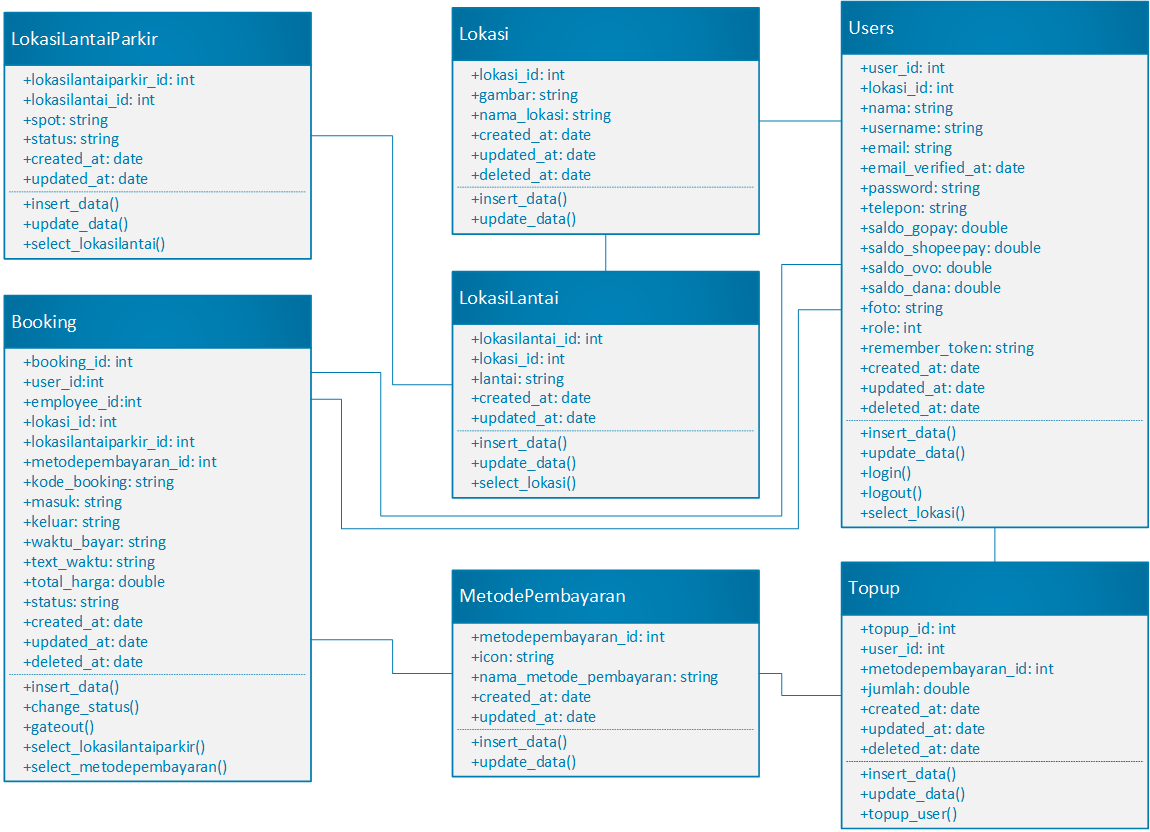 LokasiLantaiParkir
+lokasilantaiparkir_id: int
+lokasilantai_id: int
+spot: string
+status: string
+created_at: date
+updated_at: date
+insert_data()
+update_data()
+select_lokasilantai()
Lokasi
+lokasi_id: int
+gambar: string
+nama_lokasi: string
+created_at: date
+updated_at: date
+deleted_at: date
+insert_data()
+update_data()
Users
+user_id: int
+lokasi_id: int
+nama: string
+username: string
+email: string
+email_verified_at: date
+password: string
+telepon: string
+saldo_gopay: double
+saldo_shopeepay: double
+saldo_ovo: double
+saldo_dana: double
+foto: string
+role: int
+remember_token: string
+created_at: date
+updated_at: date
+deleted_at: date
+insert_data()
+update_data()
+login()
+logout()
+select_lokasi()
Booking
+booking_id: int
+user_id:int
+employee_id:int
+lokasi_id: int
+lokasilantaiparkir_id: int
+metodepembayaran_id: int
+kode_booking: string
+masuk: string
+keluar: string
+waktu_bayar: string
+text_waktu: string
+total_harga: double
+status: string
+created_at: date
+updated_at: date
+deleted_at: date
+insert_data()
+change_status()
+gateout()
+select_lokasilantaiparkir()
+select_metodepembayaran()
LokasiLantai
+lokasilantai_id: int
+lokasi_id: int
+lantai: string
+created_at: date
+updated_at: date
+insert_data()
+update_data()
+select_lokasi()
MetodePembayaran
+metodepembayaran_id: int
+icon: string
+nama_metode_pembayaran: string
+created_at: date
+updated_at: date
+insert_data()
+update_data()
Topup
+topup_id: int
+user_id: int
+metodepembayaran_id: int
+jumlah: double
+created_at: date
+updated_at: date
+deleted_at: date
+insert_data()
+update_data()
+topup_user()